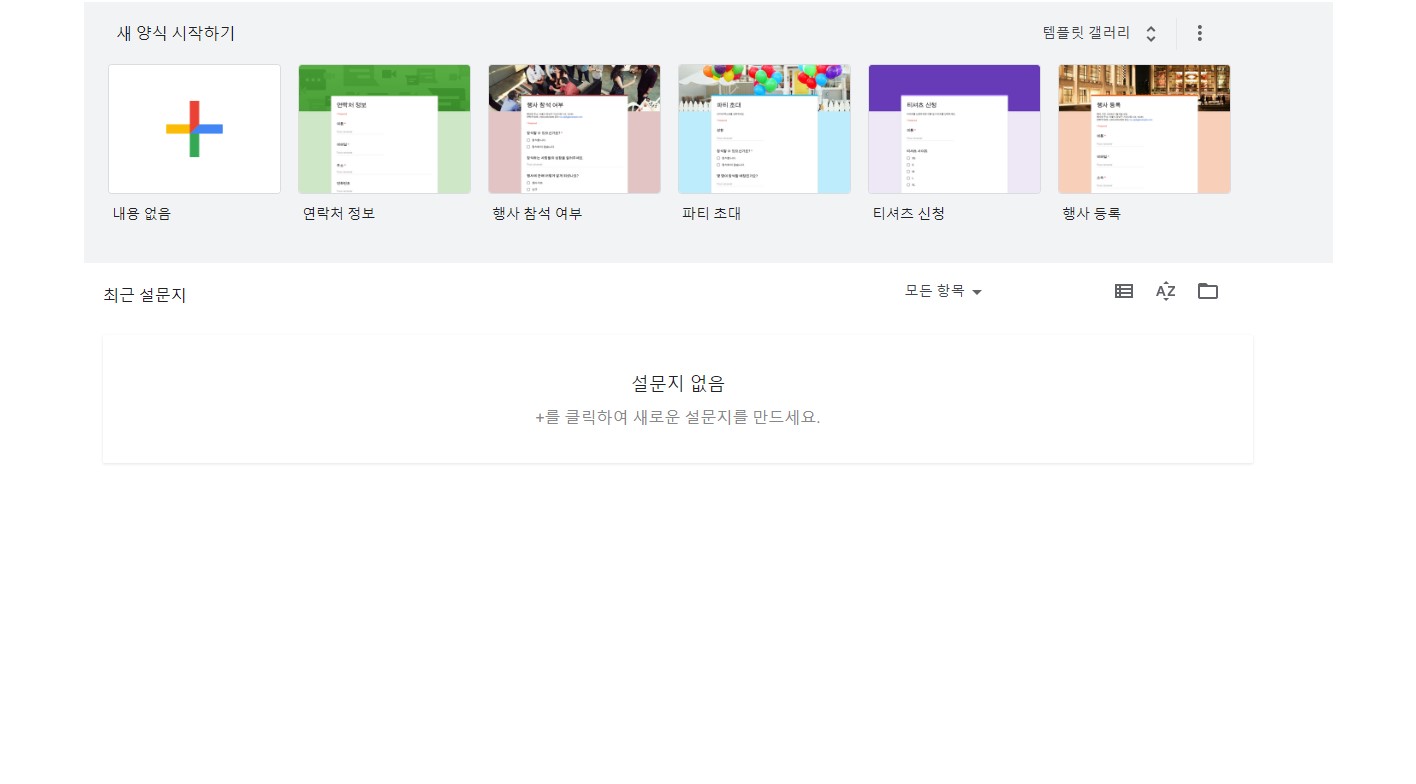 새 양식 시작하기
템플릿 갤러리
연락처 정보
행사 참석 여부
파티 초대
티셔츠 신청
행사 등록
내용 없음
연락처 정보
행사 참석 여부
파티 초대
티셔츠 신청
행사 등록
최근 설문지
모든 항목
AZ
설문지 없음
+를 클릭하여 새로운 설문지를 만드세요.